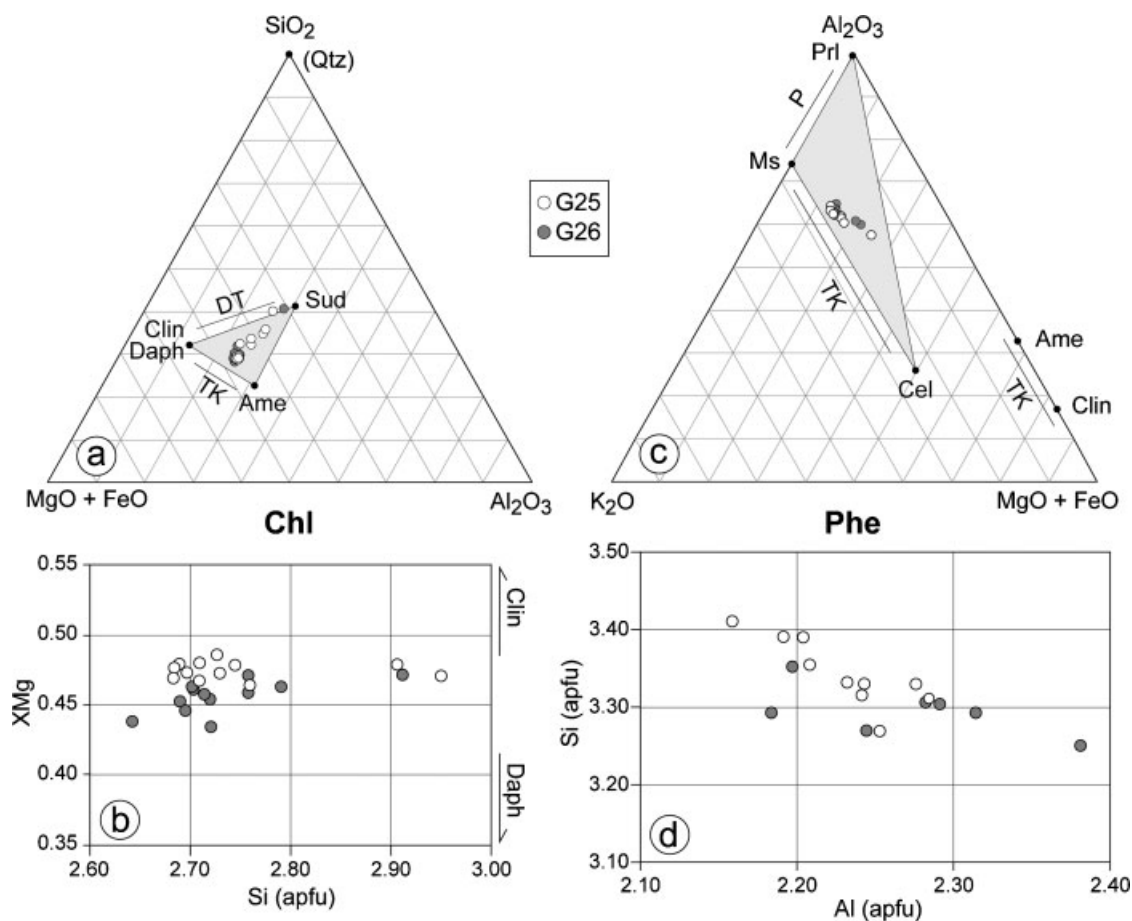 SiO₂
(Qtz)
DT
Sud
Clin
Daph
TK
Ame
a
MgO + FeO
Al₂O₃
G25
G26
Al₂O₃
Prl
P
Ms
TK
Cel
Ame
TK
Clin
c
K₂O
MgO + FeO
Chl
0.55
0.50
0.45
0.40
0.35
XMg
Clin
Daph
b
2.60
2.70
2.80
2.90
3.00
Si (apfu)
Phe
3.50
3.40
3.30
3.20
3.10
Si (apfu)
d
2.10
2.20
2.30
2.40
Al (apfu)